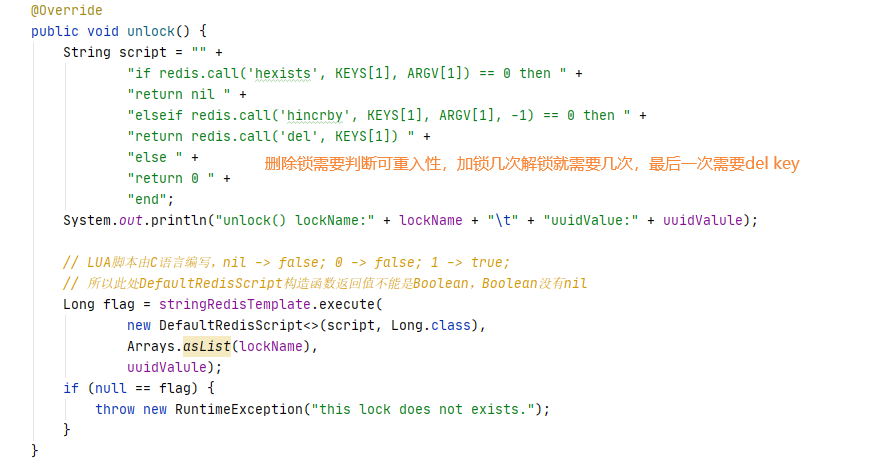 @Override
public void unlock() {
String script = "" +
"if redis.call('hexists', KEYS[1], ARGV[1]) == 0 then " +
"return nil " +
"elseif redis.call('hincrby', KEYS[1], ARGV[1], -1) == 0 then " +
"return redis.call('del', KEYS[1]) " +
"else " +
删除锁需要判断可重入性，加锁几次解锁就需要几次，最后一次需要del key
"return 0 " +
"end";
System.out.println("unlock() lockName:" + lockName + "\t" + "uuidValue:" + uuidValule);
// LUA脚本由C语言编写，nil -> false; 0 -> false; 1 -> true;
// 所以此处DefaultRedisScript构造函数返回值不能是Boolean，Boolean没有nil
Long flag = stringRedisTemplate.execute(
new DefaultRedisScript<>(script, Long.class),
Arrays.asList(lockName),
uuidValule);
if (null == flag) {
throw new RuntimeException("this lock does not exists.");
}
}